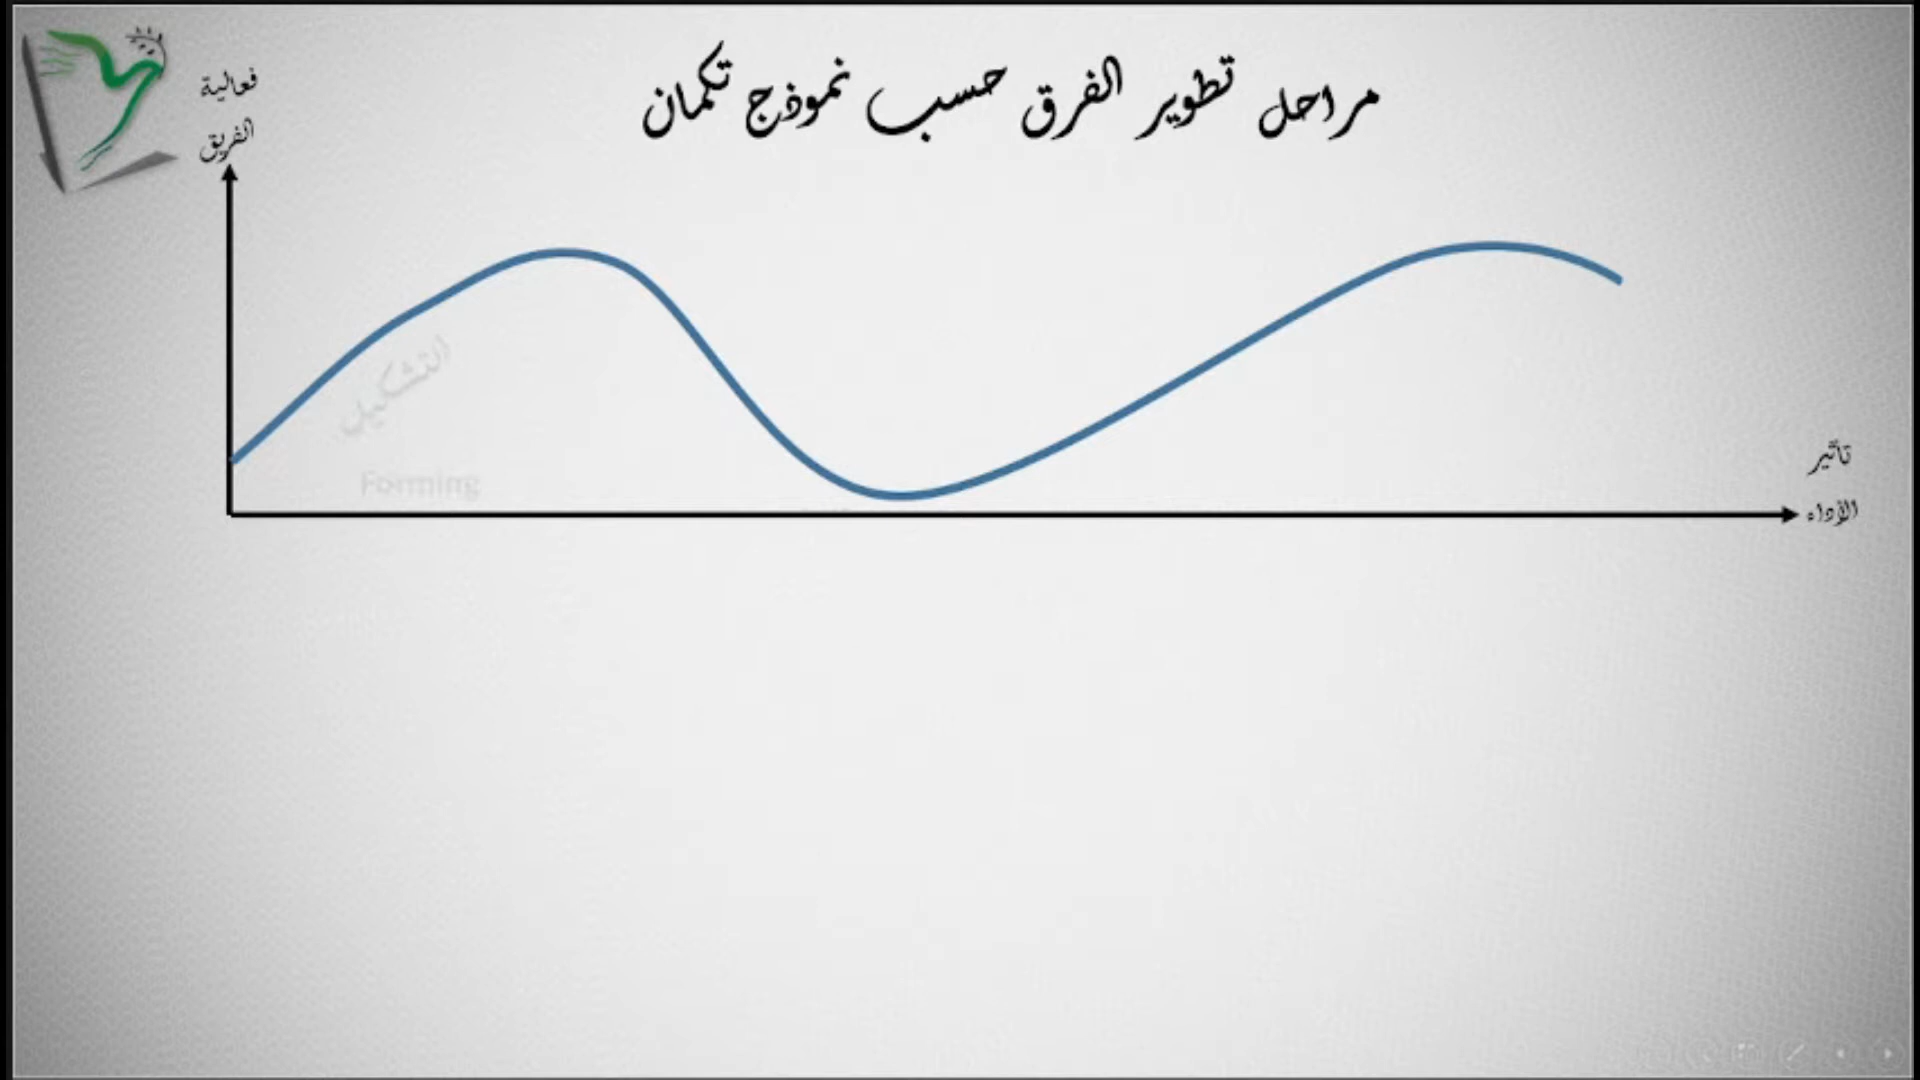 مراحل تطوير الفرق حسب نموذج تكمان
فعالية
الفريق
التشكيل
Forming
تأثير
الأداء